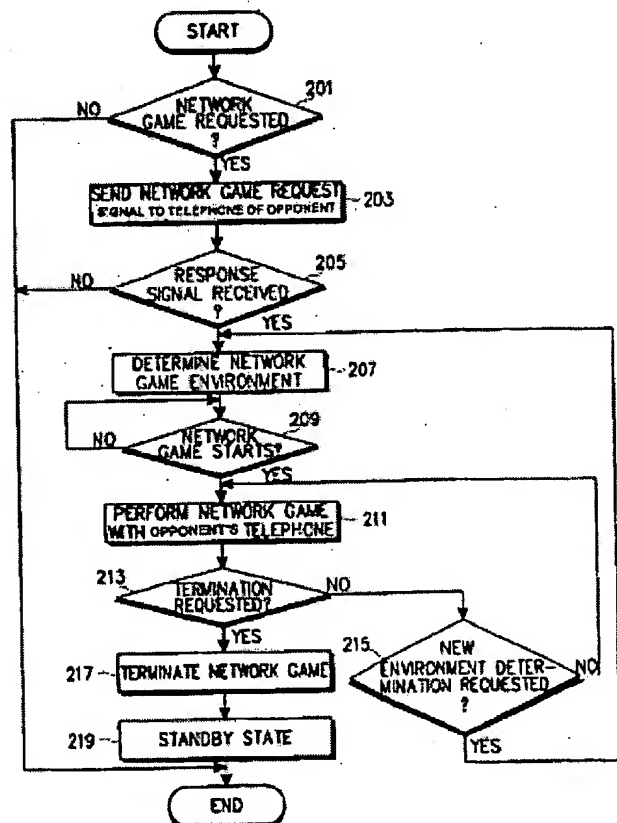 START
NETWORK
GAME REQUESTED
?
201
NO
YES
SEND NETWORK GAME REQUEST
SIGNAL TO TELEPHONE OF OPPONENT
203
RESPONSE
SIGNAL RECEIVED
?
205
NO
YES
DETERMINE NETWORK
GAME ENVIRONMENT
207
NETWORK
GAME STARTS?
209
NO
YES
PERFORM NETWORK GAME
WITH OPPONENT'S TELEPHONE
211
213
TERMINATION
REQUESTED?
NO
YES
215
NEW
ENVIRONMENT DETER-
MINATION REQUESTED
?
NO
YES
217
TERMINATE NETWORK GAME
219
STANDBY STATE
END